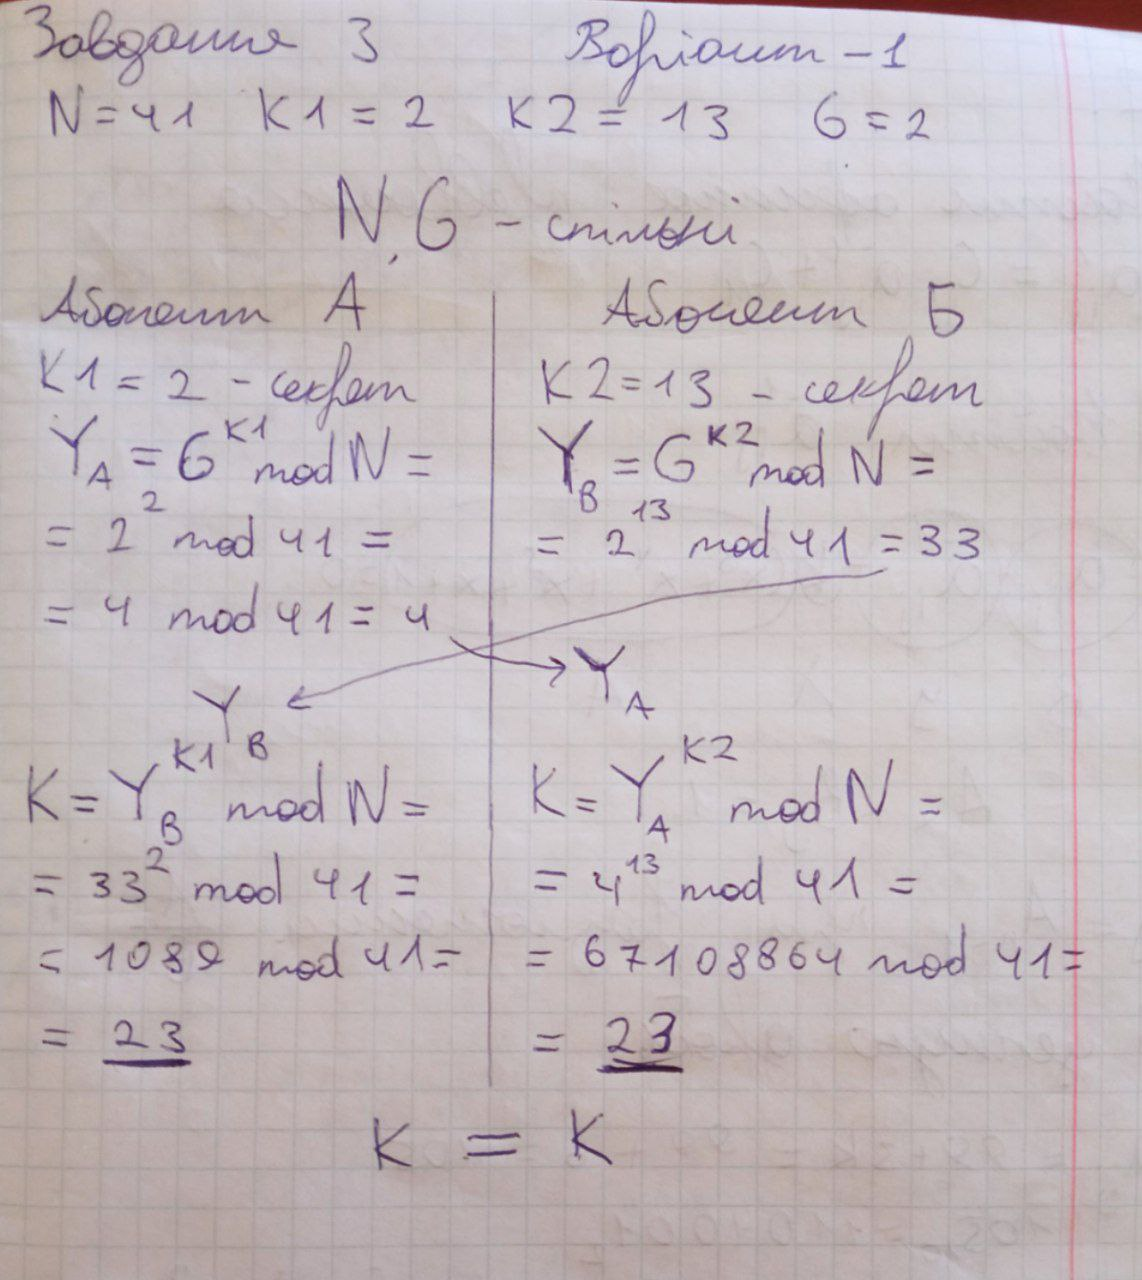 Завдання 3 Варіант - 1
N = 41 K1 = 2 K2 = 13 G = 2
N, G - спільні
Абонент А
K1 = 2 - секрет
Y_A = G^K1 mod N =
= 2^2 mod 41 =
= 4 mod 41 = 4
Y_B
K = Y_B^K1 mod N =
= 33^2 mod 41 =
= 1089 mod 41 =
= 23
Абонент Б
K2 = 13 - секрет
Y_B = G^K2 mod N =
= 2^13 mod 41 = 33
Y_A
K = Y_A^K2 mod N =
= 4^13 mod 41 =
= 67108864 mod 41 =
= 23
K = K